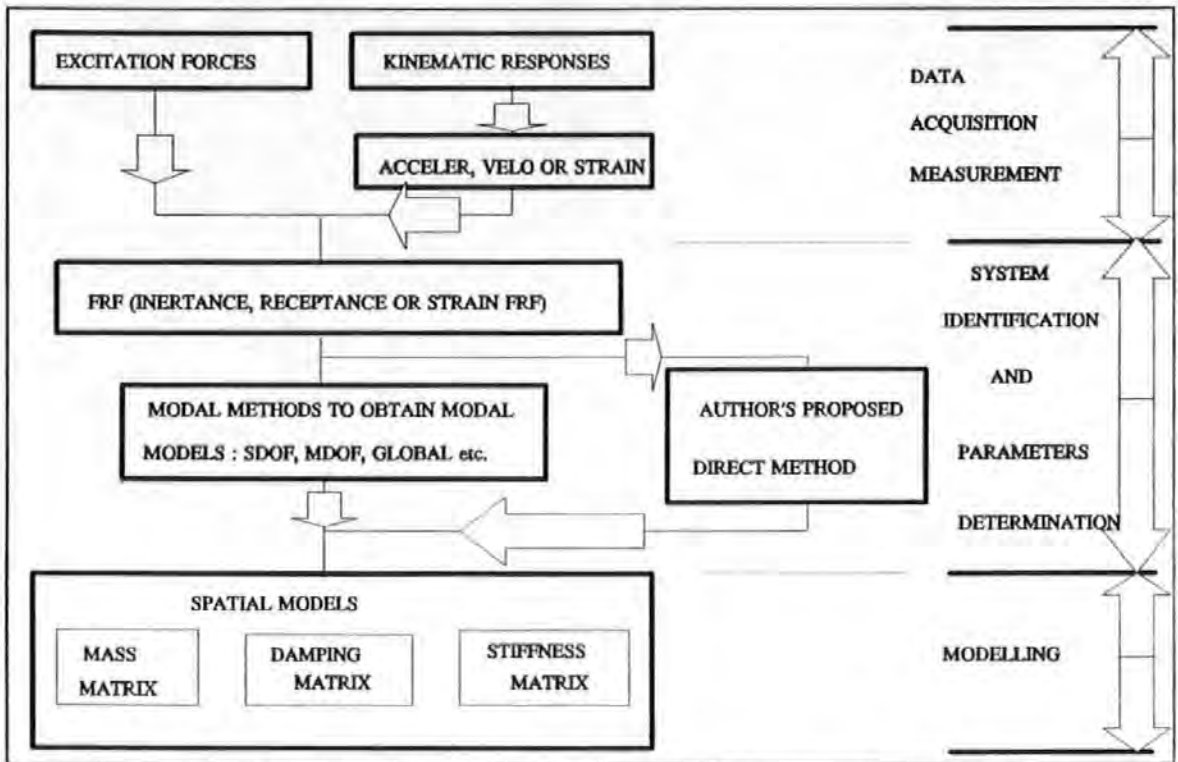 EXCITATION FORCES
KINEMATIC RESPONSES
ACCELER, VELO OR STRAIN
DATA
ACQUISITION
MEASUREMENT
FRF (INERTANCE, RECEPTANCE OR STRAIN FRF)
MODAL METHODS TO OBTAIN MODAL
MODELS : SDOF, MDOF, GLOBAL etc.
AUTHOR'S PROPOSED
DIRECT METHOD
SYSTEM
IDENTIFICATION
AND
PARAMETERS
DETERMINATION
SPATIAL MODELS
MASS
MATRIX
DAMPING
MATRIX
STIFFNESS
MATRIX
MODELLING